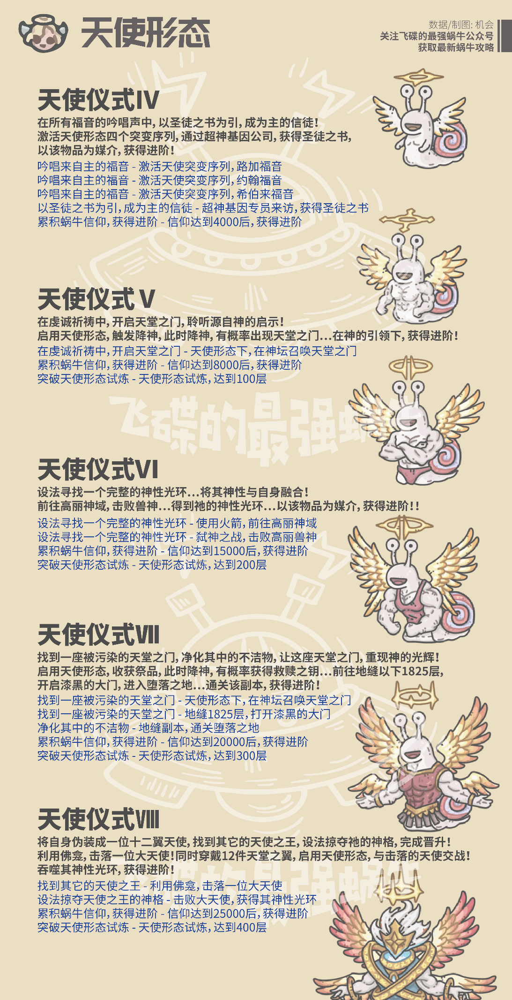 天使形态
数据/制图: 机会
关注飞碟的最强蜗牛公众号
获取最新蜗牛攻略
天使仪式IV
在所有福音的吟唱声中, 以圣徒之书为引, 成为主的信徒!
激活天使形态四个突变序列, 通过超神基因公司, 获得圣徒之书,
以该物品为媒介, 获得进阶!
吟唱来自主的福音 - 激活天使突变序列, 路加福音
吟唱来自主的福音 - 激活天使突变序列, 约翰福音
吟唱来自主的福音 - 激活天使突变序列, 希伯来福音
以圣徒之书为引, 成为主的信徒 - 超神基因专员来访, 获得圣徒之书
累积蜗牛信仰, 获得进阶 - 信仰达到4000后, 获得进阶
天使仪式 V
在虔诚祈祷中, 开启天堂之门, 聆听源自神的启示!
启用天使形态, 触发降神, 此时降神, 有概率出现天堂之门...在神的引领下, 获得进阶!
在虔诚祈祷中, 开启天堂之门 - 天使形态下, 在神坛召唤天堂之门
累积蜗牛信仰, 获得进阶 - 信仰达到8000后, 获得进阶
突破天使形态试炼 - 天使形态试炼, 达到100层
飞碟的最强蜗牛
天使仪式VI
设法寻找一个完整的神性光环...将其神性与自身融合!
前往高丽神域, 击败兽神...得到祂的神性光环...以该物品为媒介, 获得进阶!!
设法寻找一个完整的神性光环 - 使用火箭, 前往高丽神域
设法寻找一个完整的神性光环 - 弑神之战, 击败高丽兽神
累积蜗牛信仰, 获得进阶 - 信仰达到15000后, 获得进阶
突破天使形态试炼 - 天使形态试炼, 达到200层
天使仪式VII
找到一座被污染的天堂之门, 净化其中的不洁物, 让这座天堂之门, 重现神的光辉!
启用天使形态, 收获祭品, 此时降神, 有概率获得救赎之钥...前往地缝以下1825层,
开启漆黑的大门, 进入堕落之地...通关该副本, 获得进阶!
找到一座被污染的天堂之门 - 天使形态下, 在神坛召唤天堂之门
找到一座被污染的天堂之门 - 地缝1825层, 打开漆黑的大门
净化其中的不洁物 - 地缝副本, 通关堕落之地
累积蜗牛信仰, 获得进阶 - 信仰达到20000后, 获得进阶
突破天使形态试炼 - 天使形态试炼, 达到300层
天使仪式VIII
将自身伪装成一位十二翼天使, 找到其它的天使之王, 设法掠夺祂的神格, 完成晋升!
利用佛龛, 击落一位大天使!同时穿戴12件天堂之翼, 启用天使形态, 与击落的天使交战!
吞噬其神性光环, 获得进阶!
飞碟的最强蜗牛
找到其它的天使之王 - 利用佛龛, 击落一位大天使
设法掠夺天使之王的神格 - 击败大天使, 获得其神性光环
累积蜗牛信仰, 获得进阶 - 信仰达到25000后, 获得进阶
突破天使形态试炼 - 天使形态试炼, 达到400层